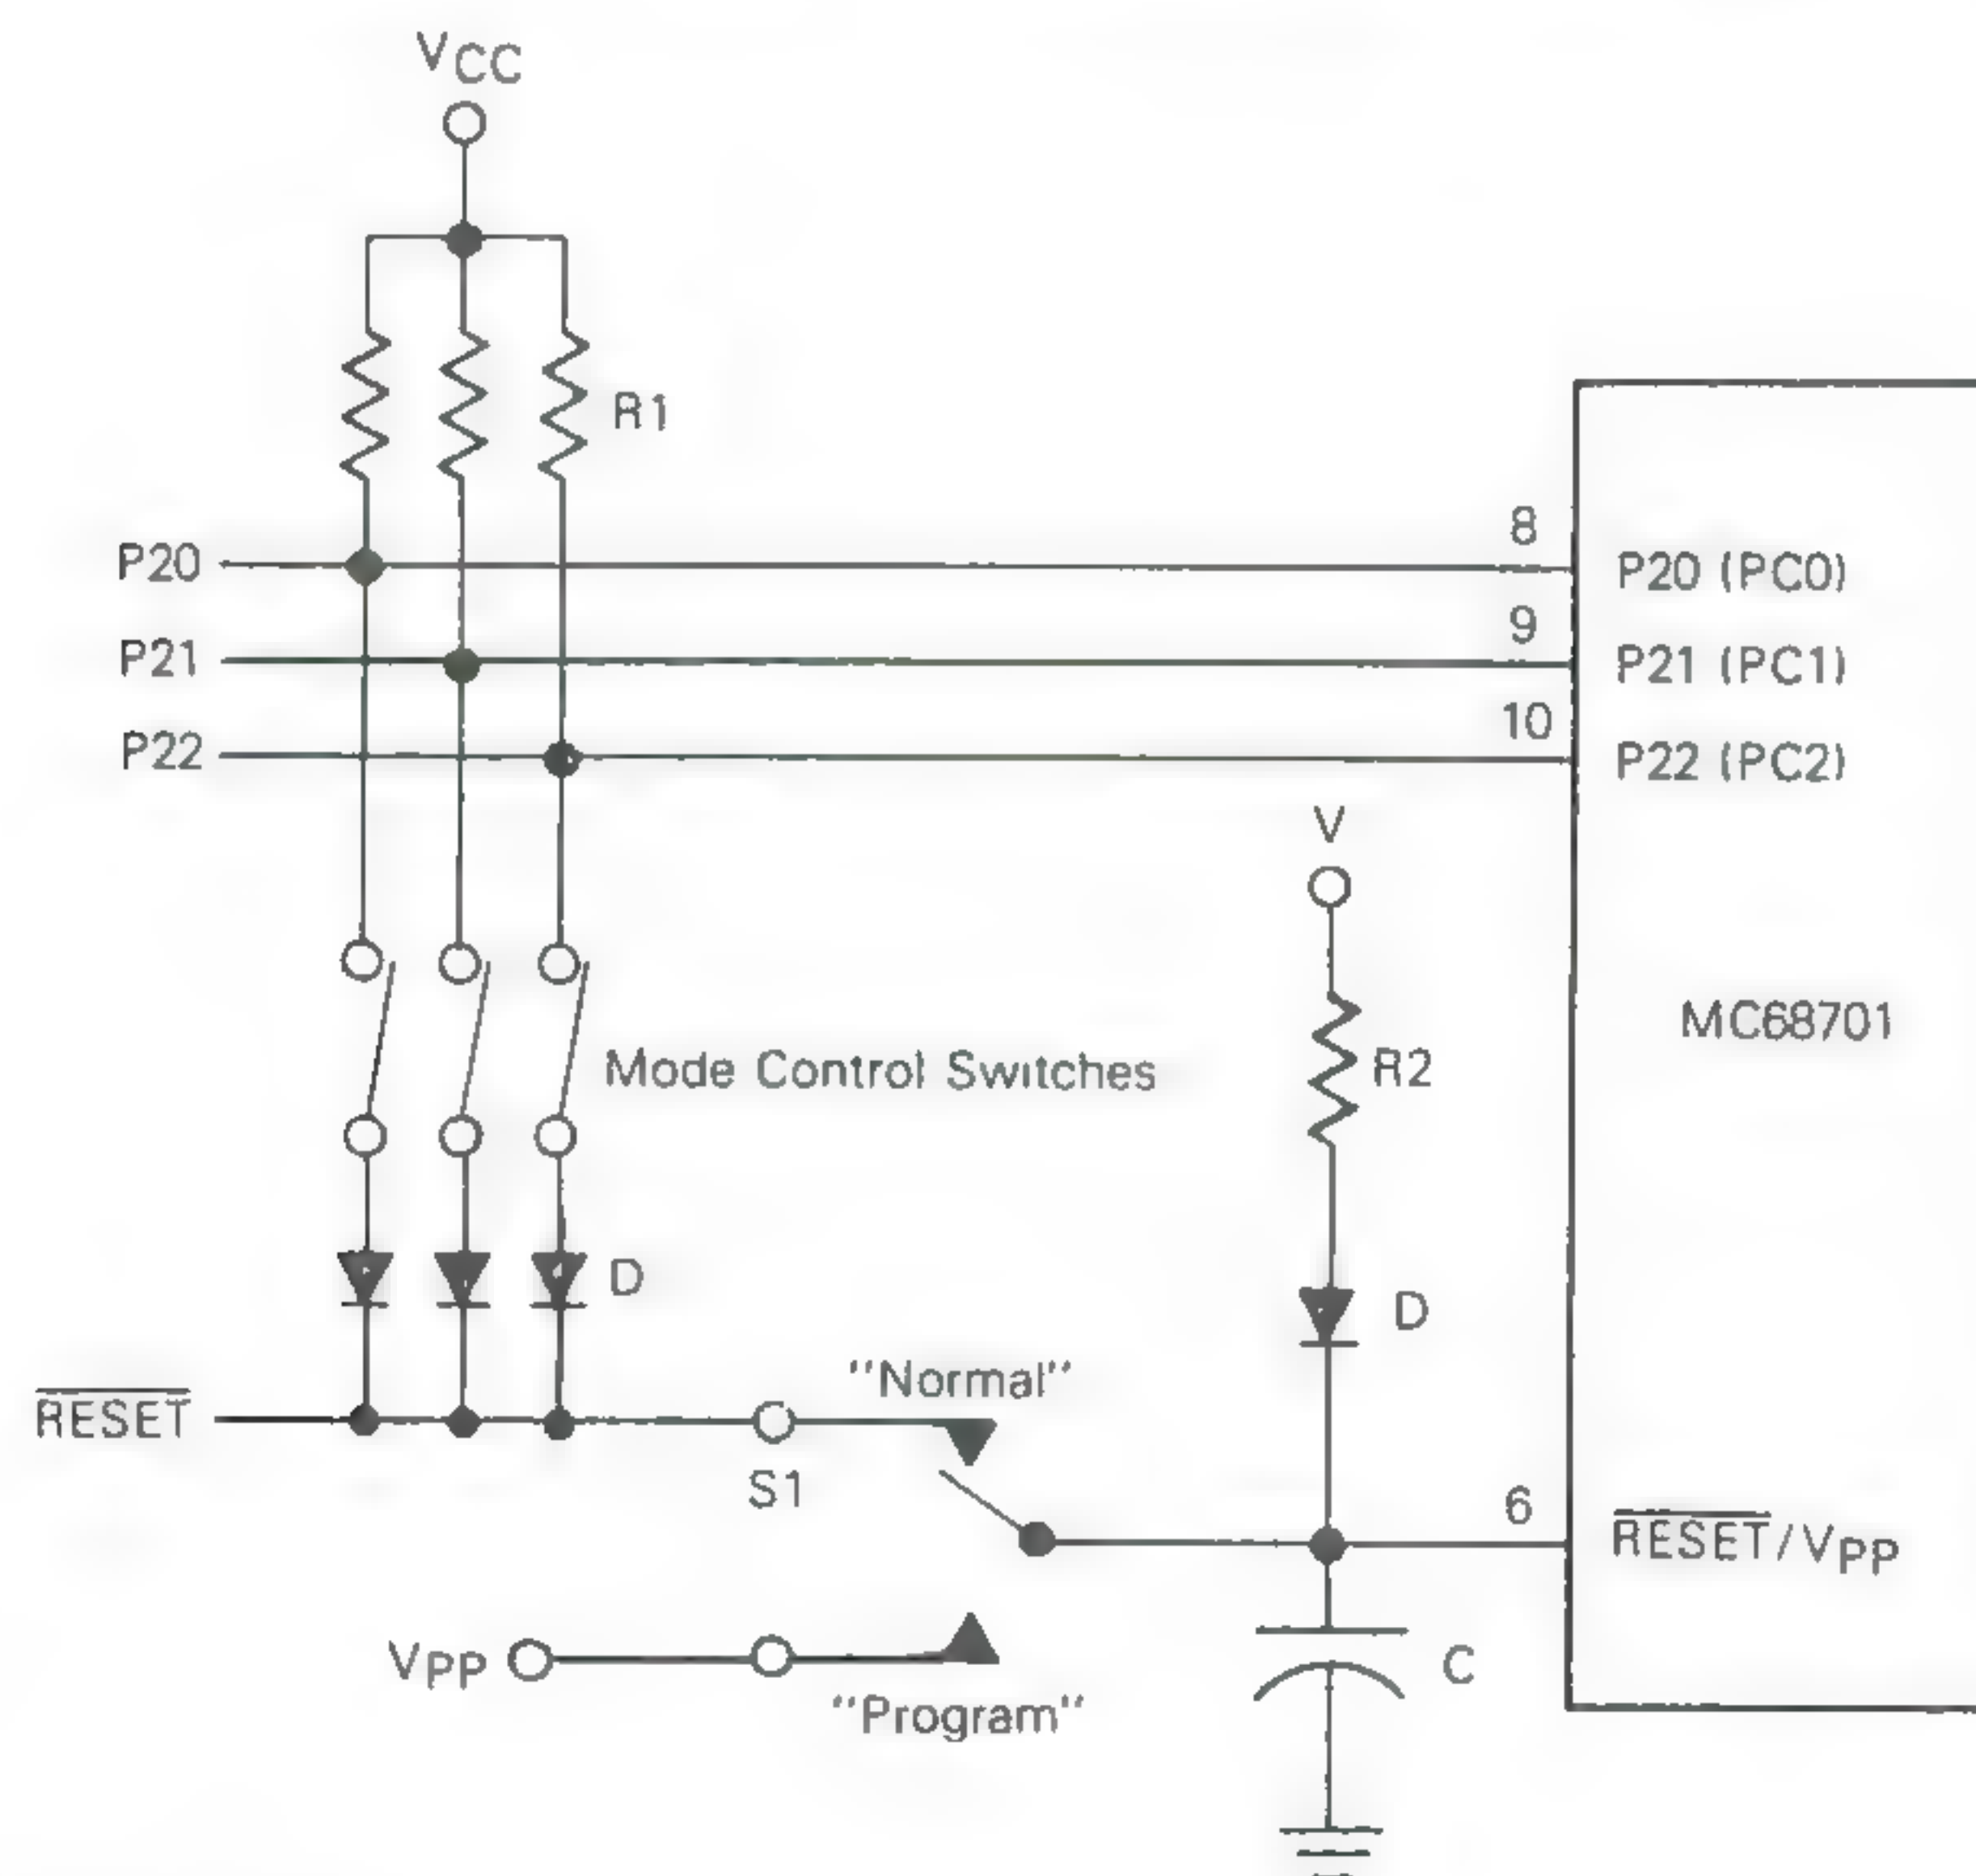 VCC
R1
P20
8
P20 (PC0)
P21
9
P21 (PC1)
P22
10
P22 (PC2)
V
MC68701
Mode Control Switches
R2
D
D
"Normal"
RESET
S1
6
RESET/VPP
VPP
C
"Program"